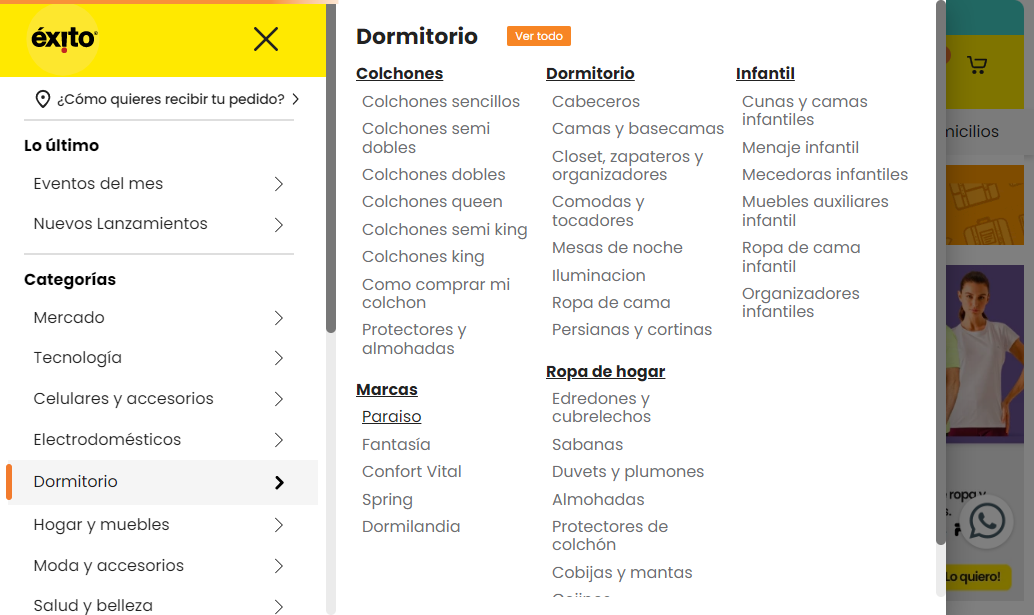 éxito
¿Cómo quieres recibir tu pedido?
Lo último
Eventos del mes
Nuevos Lanzamientos
Categorías
Mercado
Tecnología
Celulares y accesorios
Electrodomésticos
Dormitorio
Hogar y muebles
Moda y accesorios
Salud y belleza
Dormitorio
Ver todo
Colchones
Colchones sencillos
Colchones semi
dobles
Colchones dobles
Colchones queen
Colchones semi king
Colchones king
Como comprar mi
colchon
Protectores y
almohadas
Marcas
Paraiso
Fantasía
Confort Vital
Spring
Dormilandia
Dormitorio
Cabeceros
Camas y basecamas
Closet, zapateros y
organizadores
Comodas y
tocadores
Mesas de noche
Iluminacion
Ropa de cama
Persianas y cortinas
Ropa de hogar
Edredones y
cubrelechos
Sabanas
Duvets y plumones
Almohadas
Protectores de
colchón
Cobijas y mantas
Infantil
Cunas y camas
infantiles
Menaje infantil
Mecedoras infantiles
Muebles auxiliares
infantil
Ropa de cama
infantil
Organizadores
infantiles
ropa y
Lo quiero!